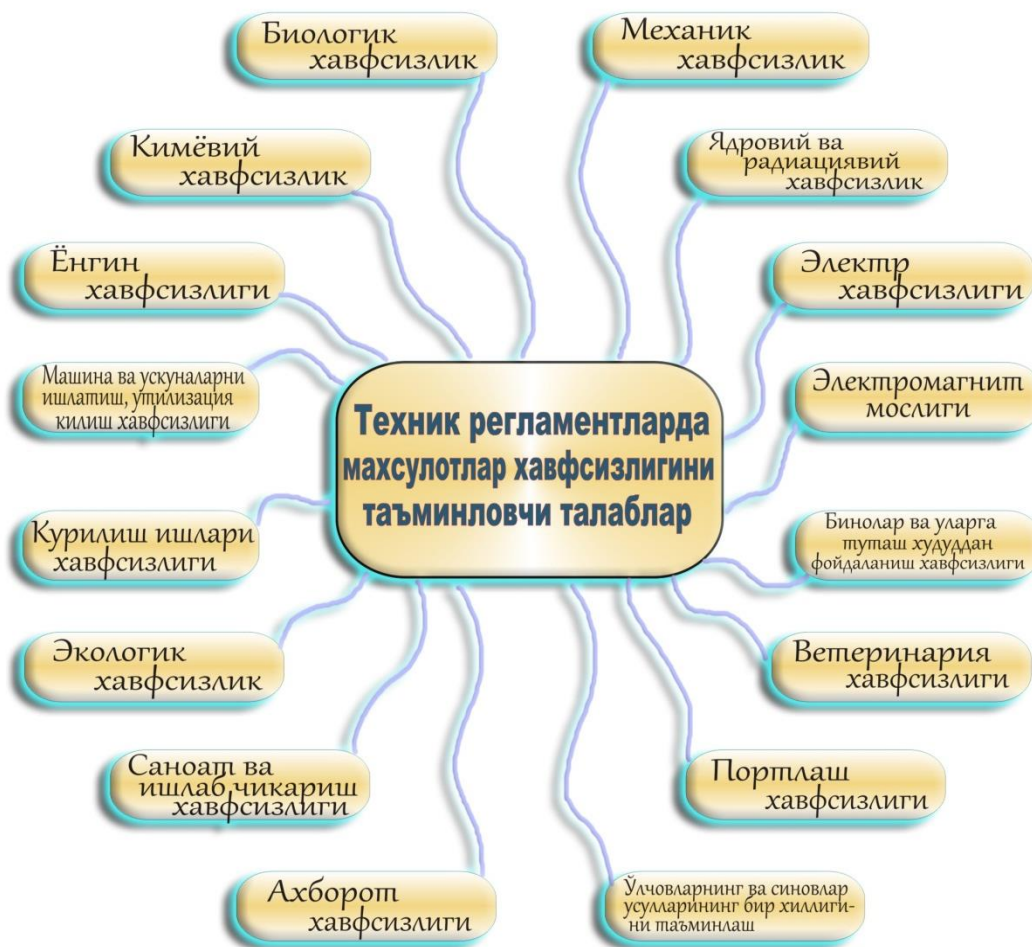 Биологик
хавфсизлик
Механик
хавфсизлик
Кимёвий
хавфсизлик
Ядровий ва
радиациявий
хавфсизлик
Ёнгин
хавфсизлиги
Электр
хавфсизлиги
Машина ва ускуналарни
ишлатиш, утилизация
килиш хавфсизлиги
Электромагнит
мослиги
Техник регламентларда
махсулотлар хавфсизлигини
таъминловчи талаблар
Курилиш ишлари
хавфсизлиги
Бинолар ва уларга
туташ худуддан
фойдаланиш хавфсизлиги
Экологик
хавфсизлик
Ветеринария
хавфсизлиги
Саноат ва
ишлаб чикариш
хавфсизлиги
Портлаш
хавфсизлиги
Ахборот
хавфсизлиги
Ўлчовларнинг ва синовлар
усулларининг бир хиллиги-
ни таъминлаш